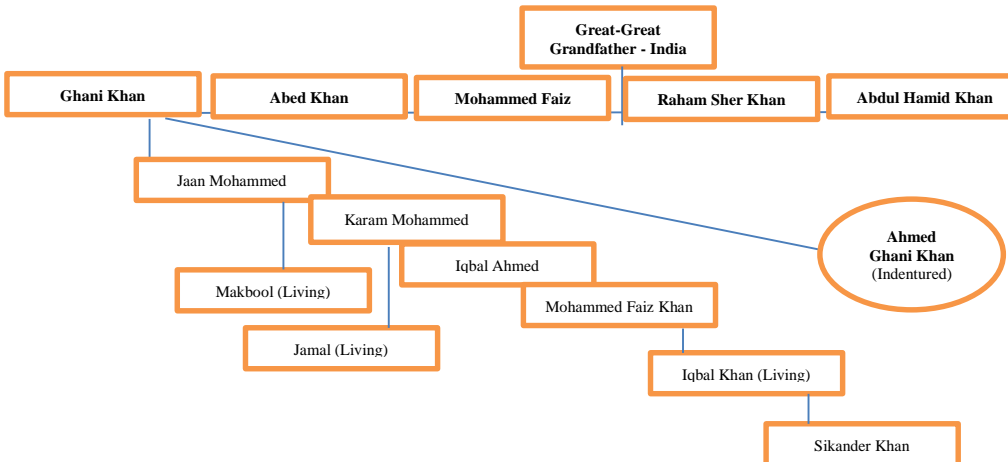 Great-Great
Grandfather - India
Ghani Khan
Abed Khan
Mohammed Faiz
Raham Sher Khan
Abdul Hamid Khan
Jaan Mohammed
Karam Mohammed
Ahmed
Ghani Khan
(Indentured)
Iqbal Ahmed
Makbool (Living)
Mohammed Faiz Khan
Jamal (Living)
Iqbal Khan (Living)
Sikander Khan